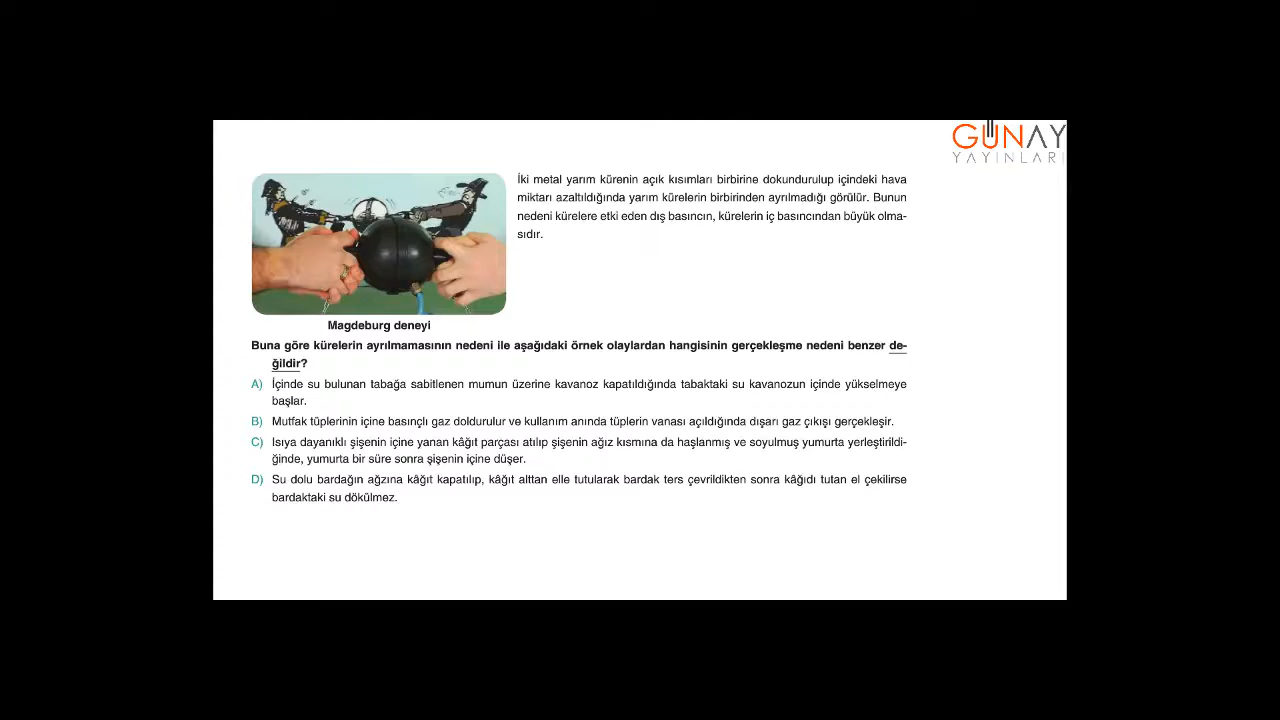 GÜNAY
YAYINLARI
İki metal yarım kürenin açık kısımları birbirine dokundurulup içindeki hava
miktarı azaltıldığında yarım kürelerin birbirinden ayrılmadığı görülür. Bunun
nedeni kürelere etki eden dış basıncın, kürelerin iç basıncından büyük olma-
sıdır.
Magdeburg deneyi
Buna göre kürelerin ayrılmamasının nedeni ile aşağıdaki örnek olaylardan hangisinin gerçekleşme nedeni benzer de-
ğildir?
A) İçinde su bulunan tabağa sabitlenen mumun üzerine kavanoz kapatıldığında tabaktaki su kavanozun içinde yükselmeye
başlar.
B) Mutfak tüplerinin içine basınçlı gaz doldurulur ve kullanım anında tüplerin vanası açıldığında dışarı gaz çıkışı gerçekleşir.
C) Isıya dayanıklı şişenin içine yanan kâğıt parçası atılıp şişenin ağız kısmına da haşlanmış ve soyulmuş yumurta yerleştirildi-
ğinde, yumurta bir süre sonra şişenin içine düşer.
D) Su dolu bardağın ağzına kâğıt kapatılıp, kâğıt alttan elle tutularak bardak ters çevrildikten sonra kâğıdı tutan el çekilirse
bardaktaki su dökülmez.